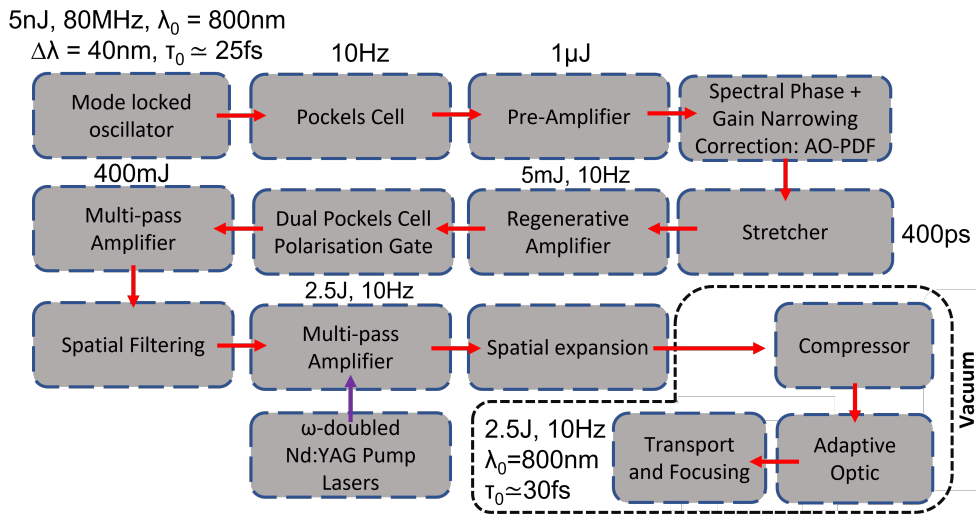 5nJ, 80MHz, λ₀ = 800nm
Δλ = 40nm, τ₀ ≃ 25fs
10Hz
1µJ
Mode locked
oscillator
Pockels Cell
Pre-Amplifier
Spectral Phase +
Gain Narrowing
Correction: AO-PDF
400mJ
5mJ, 10Hz
Multi-pass
Amplifier
Dual Pockels Cell
Polarisation Gate
Regenerative
Amplifier
Stretcher
400ps
2.5J, 10Hz
Spatial Filtering
Multi-pass
Amplifier
Spatial expansion
Compressor
Vacuum
ω-doubled
Nd:YAG Pump
Lasers
2.5J, 10Hz
λ₀=800nm
τ₀≃30fs
Transport
and Focusing
Adaptive
Optic